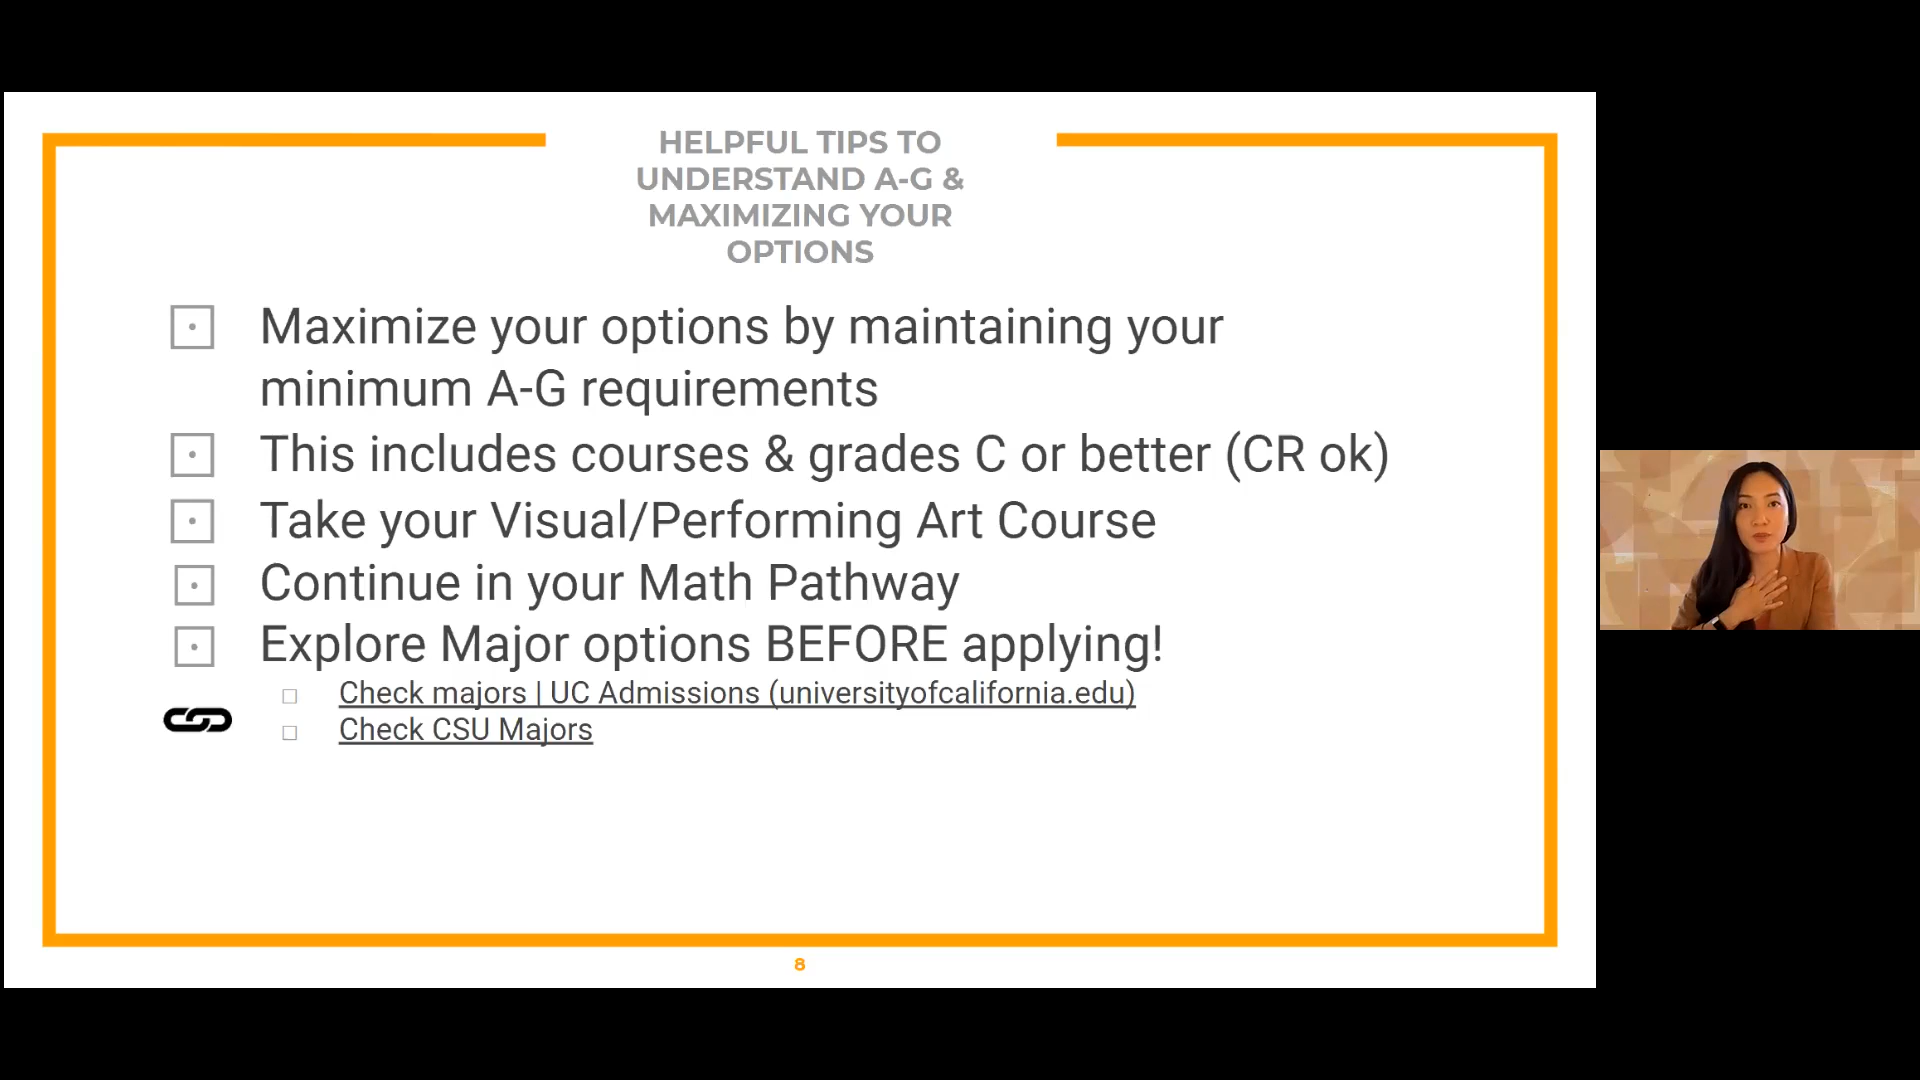 HELPFUL TIPS TO
UNDERSTAND A-G &
MAXIMIZING YOUR
OPTIONS
Maximize your options by maintaining your
minimum A-G requirements
This includes courses & grades C or better (CR ok)
Take your Visual/Performing Art Course
Continue in your Math Pathway
Explore Major options BEFORE applying!
Check majors | UC Admissions (universityofcalifornia.edu)
Check CSU Majors
8